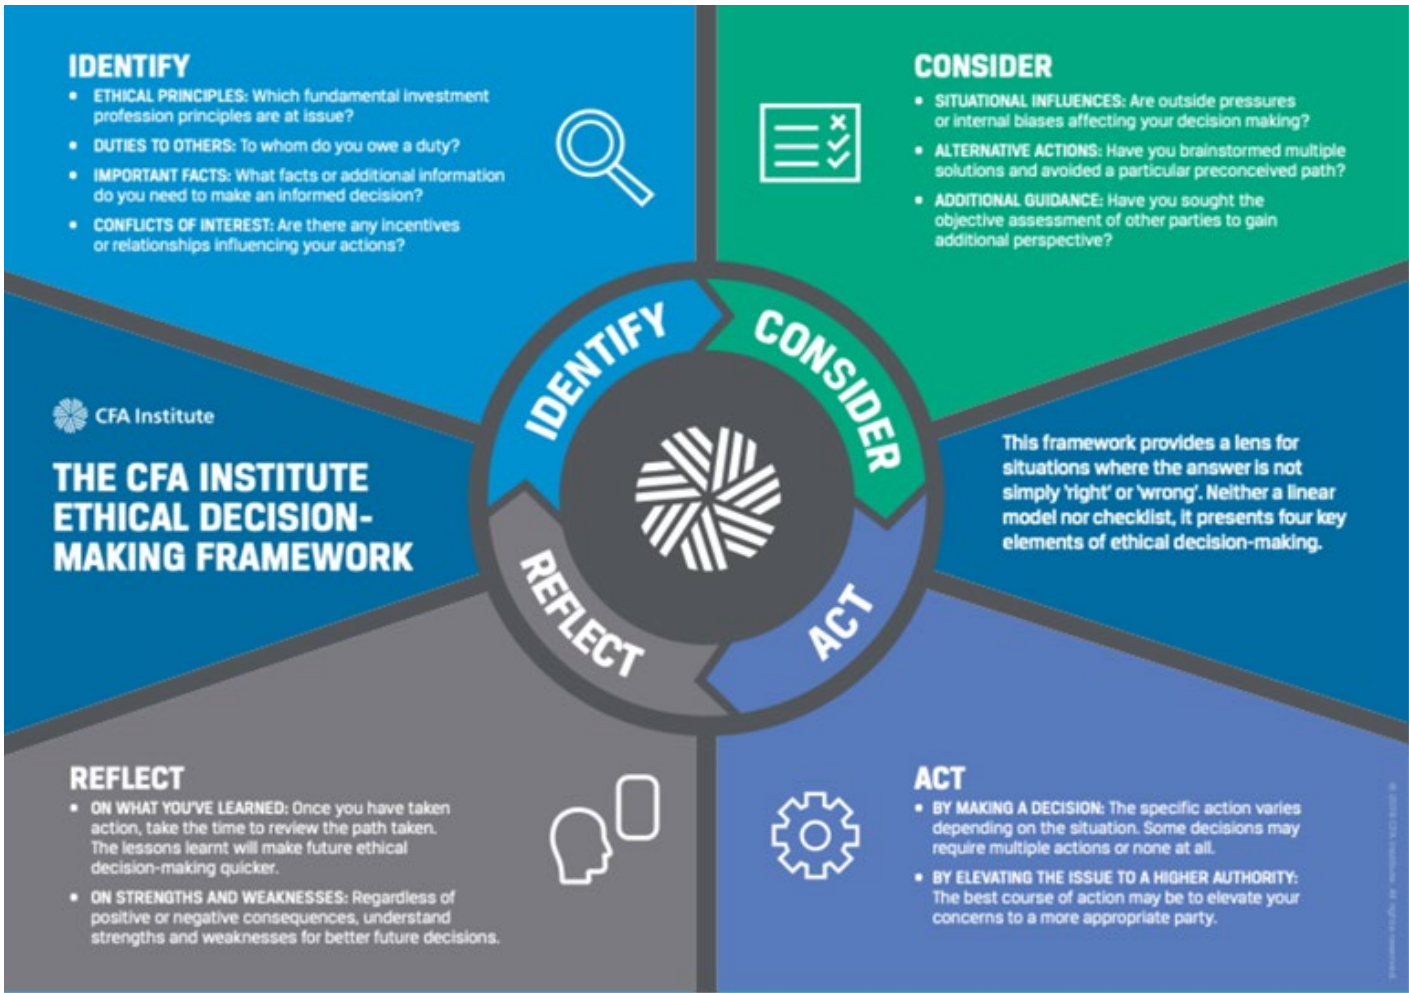 IDENTIFY
• ETHICAL PRINCIPLES: Which fundamental investment
profession principles are at issue?
• DUTIES TO OTHERS: To whom do you owe a duty?
• IMPORTANT FACTS: What facts or additional information
do you need to make an informed decision?
• CONFLICTS OF INTEREST: Are there any incentives
or relationships influencing your actions?
CONSIDER
• SITUATIONAL INFLUENCES: Are outside pressures
or internal biases affecting your decision making?
• ALTERNATIVE ACTIONS: Have you brainstormed multiple
solutions and avoided a particular preconceived path?
• ADDITIONAL GUIDANCE: Have you sought the
objective assessment of other parties to gain
additional perspective?
CFA Institute
THE CFA INSTITUTE
ETHICAL DECISION-
MAKING FRAMEWORK
IDENTIFY
CONSIDER
ACT
REFLECT
This framework provides a lens for
situations where the answer is not
simply 'right' or 'wrong'. Neither a linear
model nor checklist, it presents four key
elements of ethical decision-making.
REFLECT
• ON WHAT YOU'VE LEARNED: Once you have taken
action, take the time to review the path taken.
The lessons learnt will make future ethical
decision-making quicker.
• ON STRENGTHS AND WEAKNESSES: Regardless of
positive or negative consequences, understand
strengths and weaknesses for better future decisions.
ACT
• BY MAKING A DECISION: The specific action varies
depending on the situation. Some decisions may
require multiple actions or none at all.
• BY ELEVATING THE ISSUE TO A HIGHER AUTHORITY:
The best course of action may be to elevate your
concerns to a more appropriate party.